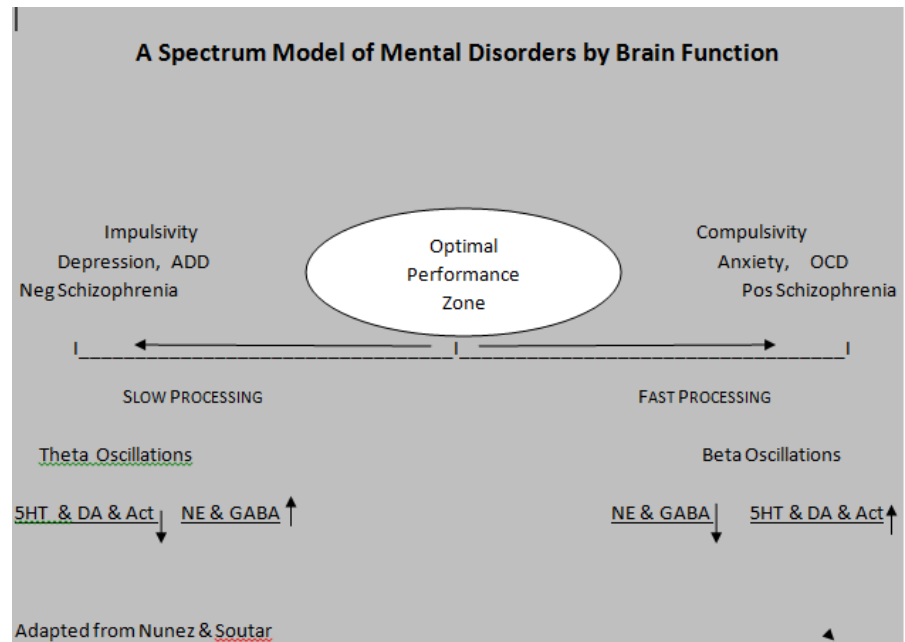 A Spectrum Model of Mental Disorders by Brain Function
Impulsivity
Depression, ADD
Neg Schizophrenia
Optimal
Performance
Zone
Compulsivity
Anxiety, OCD
Pos Schizophrenia
SLOW PROCESSING
FAST PROCESSING
Theta Oscillations
Beta Oscillations
5HT & DA & Act
NE & GABA
NE & GABA
5HT & DA & Act
Adapted from Nunez & Soutar